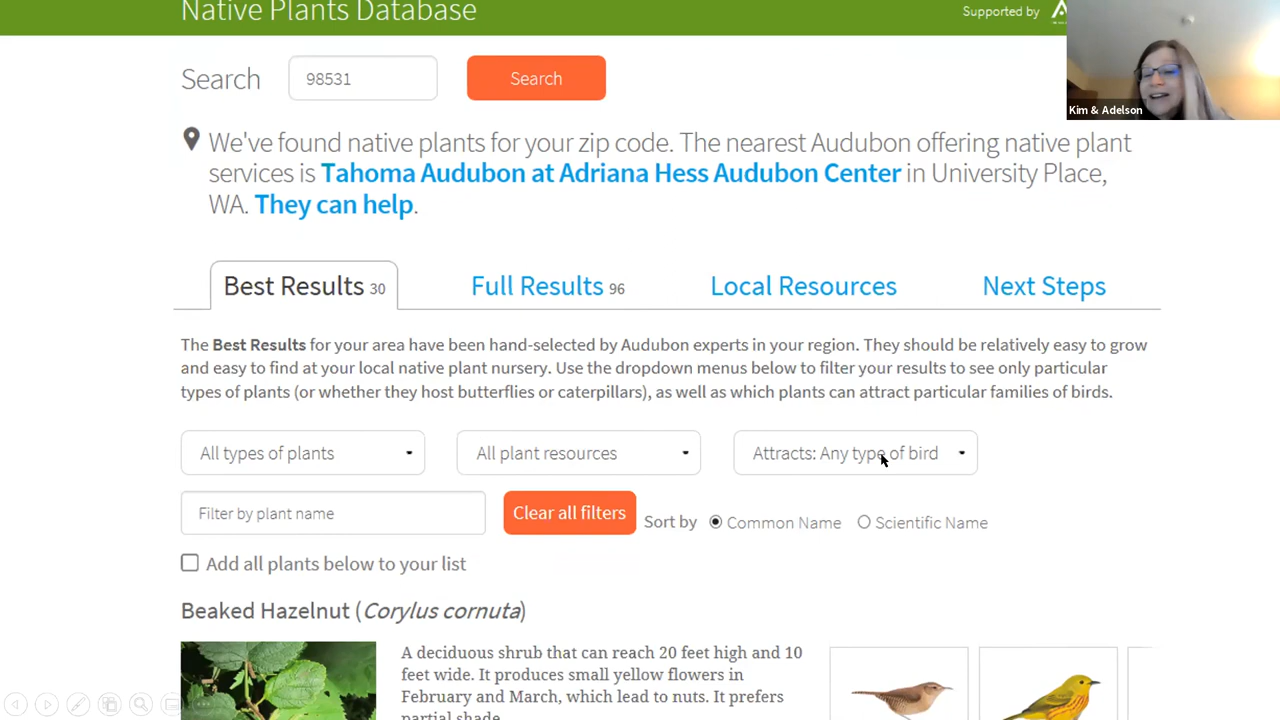 Native Plants Database
Supported by
Kim & Adelson
Search 98531 Search
We've found native plants for your zip code. The nearest Audubon offering native plant
services is Tahoma Audubon at Adriana Hess Audubon Center in University Place,
WA. They can help.
Best Results 30 Full Results 96 Local Resources Next Steps
The Best Results for your area have been hand-selected by Audubon experts in your region. They should be relatively easy to grow
and easy to find at your local native plant nursery. Use the dropdown menus below to filter your results to see only particular
types of plants (or whether they host butterflies or caterpillars), as well as which plants can attract particular families of birds.
All types of plants All plant resources Attracts: Any type of bird
Filter by plant name Clear all filters Sort by Common Name Scientific Name
Add all plants below to your list
Beaked Hazelnut (Corylus cornuta)
A deciduous shrub that can reach 20 feet high and 10
feet wide. It produces small yellow flowers in
February and March, which lead to nuts. It prefers
partial shade.